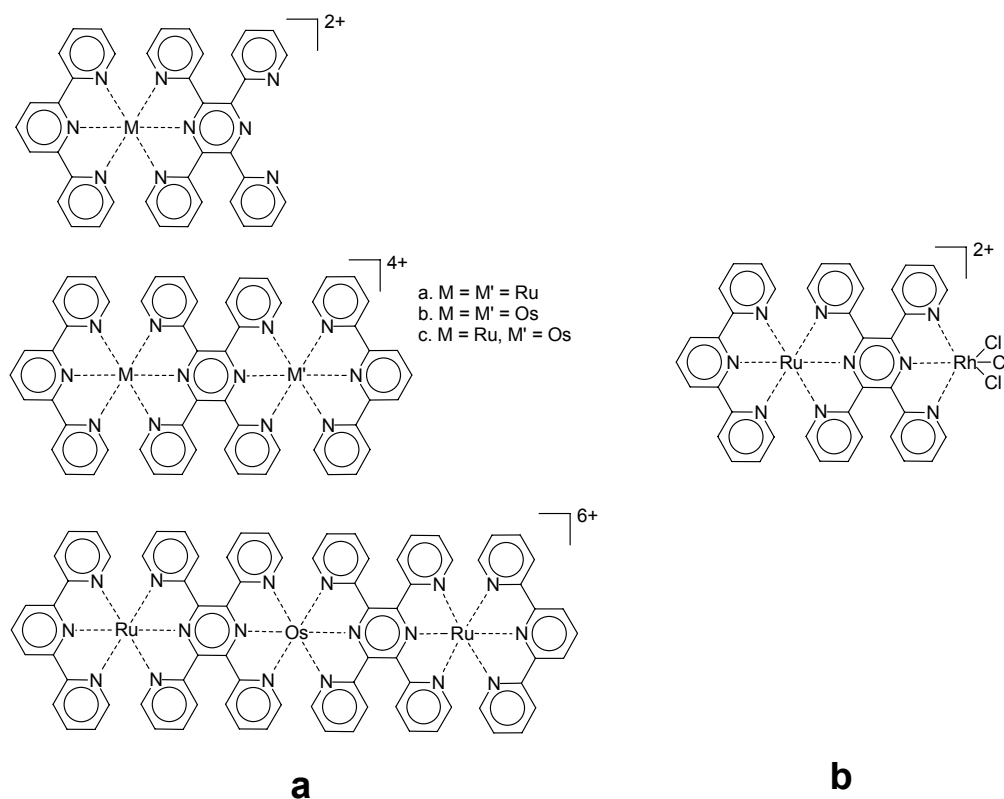 2+
N N N
N M N N
N N N
4+
N N N N
N M N N M' N
N N N N
a. M = M' = Ru
b. M = M' = Os
c. M = Ru, M' = Os
2+
N N N
Cl
N Ru N N Rh C
Cl
N N N
6+
N N N N N N
N Ru N N Os N N Ru N
N N N N N N
a
b